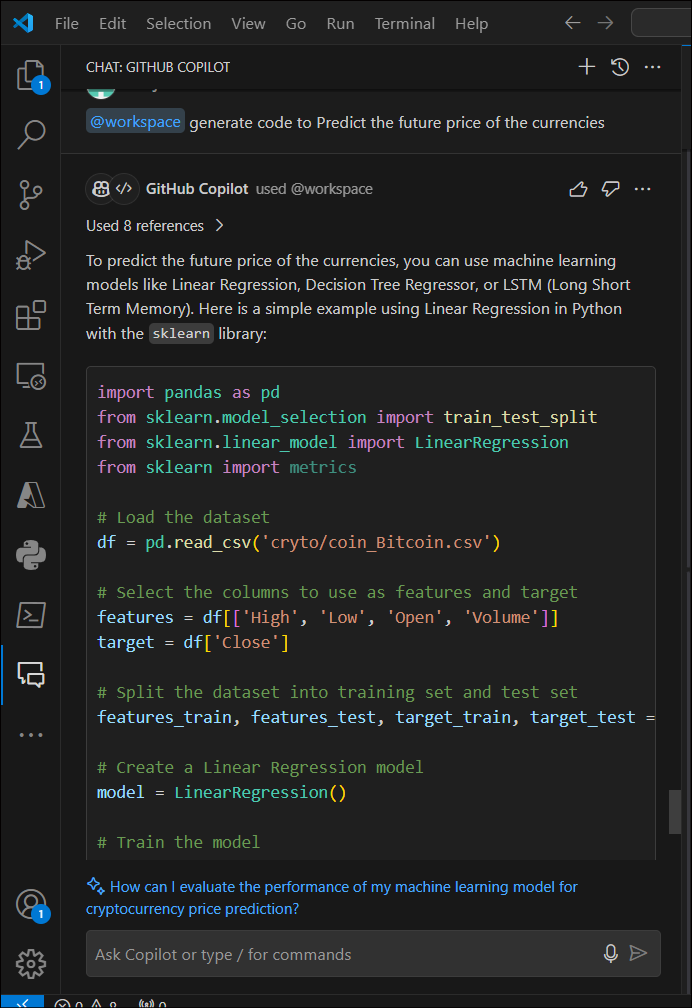 File Edit Selection View Go Run Terminal Help
CHAT: GITHUB COPILOT
1
@workspace generate code to Predict the future price of the currencies
GitHub Copilot used @workspace
Used 8 references
To predict the future price of the currencies, you can use machine learning
models like Linear Regression, Decision Tree Regressor, or LSTM (Long Short
Term Memory). Here is a simple example using Linear Regression in Python
with the sklearn library:
import pandas as pd
from sklearn.model_selection import train_test_split
from sklearn.linear_model import LinearRegression
from sklearn import metrics
# Load the dataset
df = pd.read_csv('cryto/coin_Bitcoin.csv')
# Select the columns to use as features and target
features = df[['High', 'Low', 'Open', 'Volume']]
target = df['Close']
# Split the dataset into training set and test set
features_train, features_test, target_train, target_test =
# Create a Linear Regression model
model = LinearRegression()
# Train the model
How can I evaluate the performance of my machine learning model for
cryptocurrency price prediction?
1
Ask Copilot or type / for commands
0 8 0